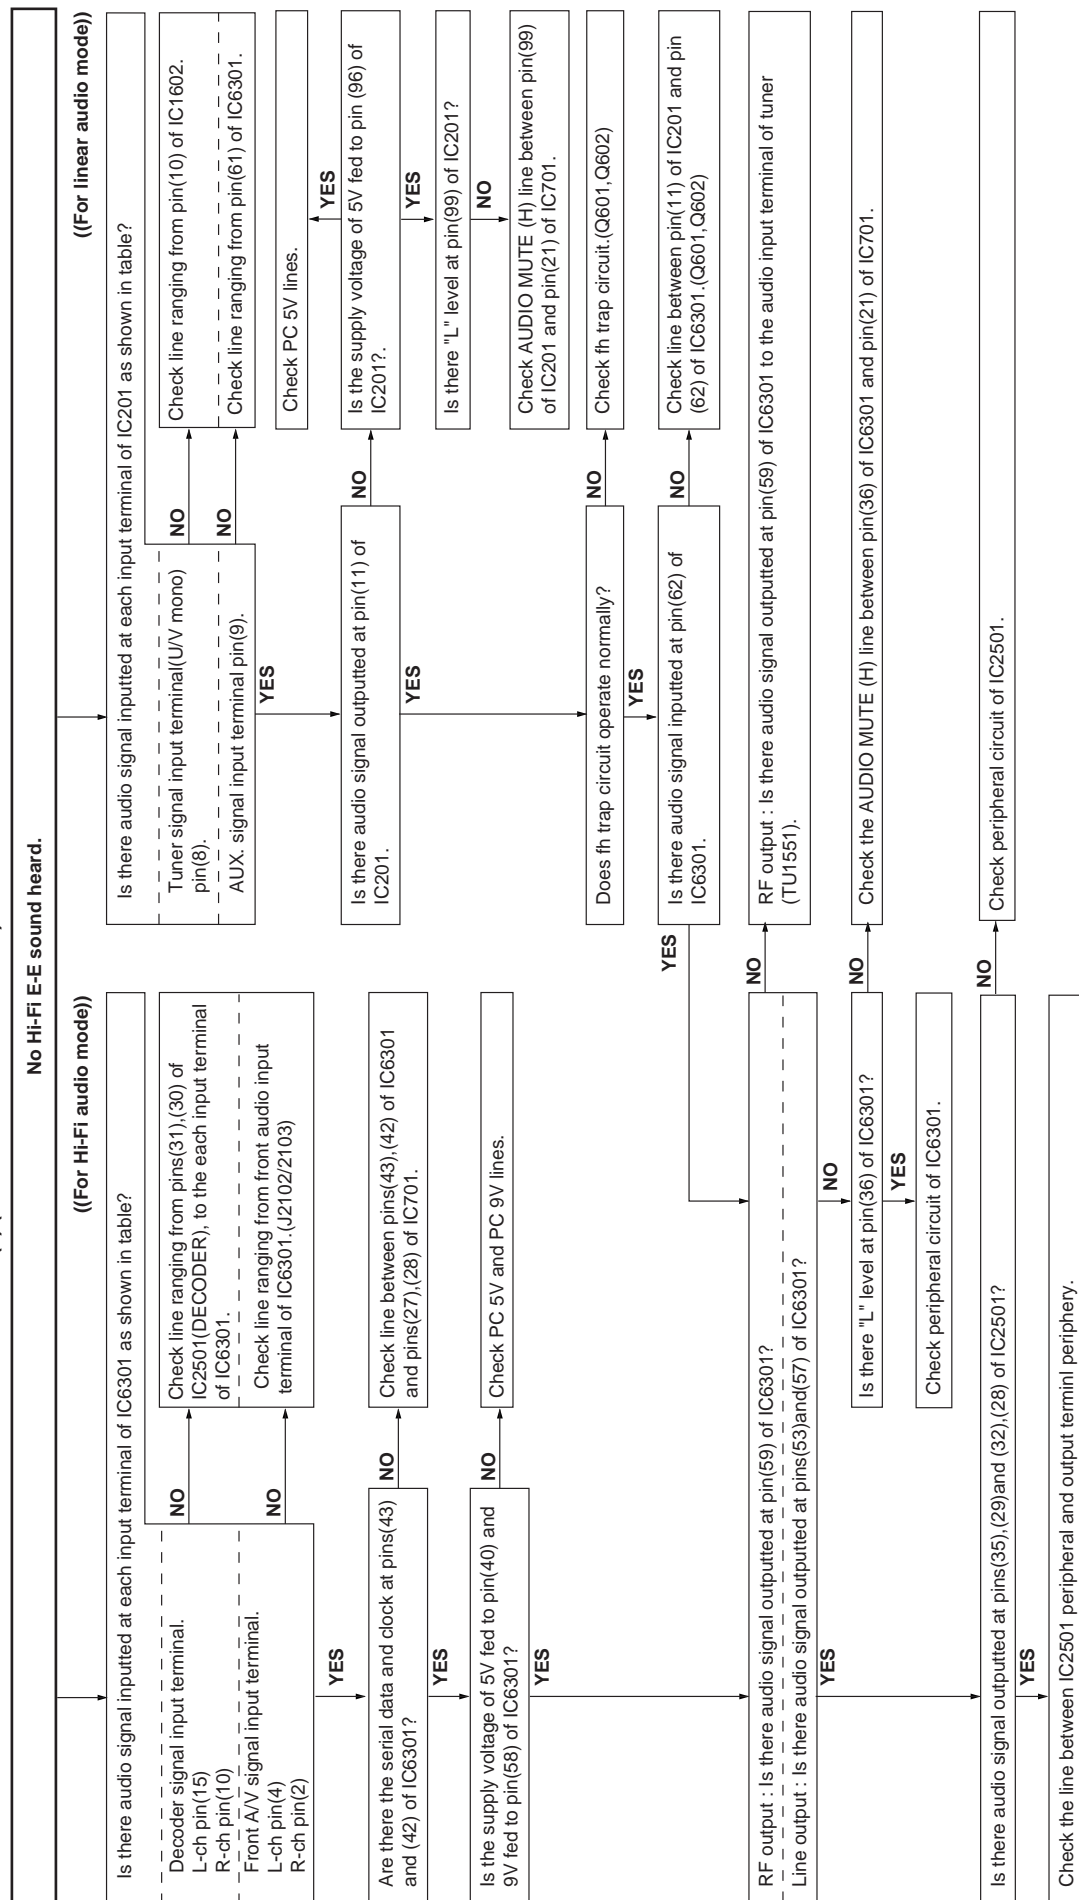 No Hi-Fi E-E sound heard.
((For Hi-Fi audio mode))
Is there audio signal inputted at each input terminal of IC6301 as shown in table?
Decoder signal input terminal.
L-ch pin(15)
R-ch pin(10)
Front A/V signal input terminal.
L-ch pin(4)
R-ch pin(2)
NO
Check line ranging from pins(31),(30) of
IC2501(DECODER), to the each input terminal
of IC6301.
NO
Check line ranging from front audio input
terminal of IC6301.(J2102/2103)
YES
Are there the serial data and clock at pins(43)
and (42) of IC6301?
NO
Check line between pins(43),(42) of IC6301
and pins(27),(28) of IC701.
YES
Is the supply voltage of 5V fed to pin(40) and
9V fed to pin(58) of IC6301?
NO
Check PC 5V and PC 9V lines.
YES
((For linear audio mode))
Is there audio signal inputted at each input terminal of IC201 as shown in table?
Tuner signal input terminal(U/V mono)
pin(8).
AUX. signal input terminal pin(9).
NO
Check line ranging from pin(10) of IC1602.
NO
Check line ranging from pin(61) of IC6301.
YES
Check PC 5V lines.
YES
Is there audio signal outputted at pin(11) of
IC201.
NO
Is the supply voltage of 5V fed to pin (96) of
IC201?.
YES
Is there "L" level at pin(99) of IC201?
NO
Check AUDIO MUTE (H) line between pin(99)
of IC201 and pin(21) of IC701.
YES
Does fh trap circuit operate normally?
NO
Check fh trap circuit.(Q601,Q602)
YES
Is there audio signal inputted at pin(62) of
IC6301.
NO
Check line between pin(11) of IC201 and pin
(62) of IC6301.(Q601,Q602)
YES
RF output : Is there audio signal outputted at pin(59) of IC6301?
Line output : Is there audio signal outputted at pins(53)and(57) of IC6301?
NO
RF output : Is there audio signal outputted at pin(59) of IC6301 to the audio input terminal of tuner
(TU1551).
NO
Is there "L" level at pin(36) of IC6301?
NO
Check the AUDIO MUTE (H) line between pin(36) of IC6301 and pin(21) of IC701.
YES
Check peripheral circuit of IC6301.
YES
Is there audio signal outputted at pins(35),(29)and (32),(28) of IC2501?
NO
Check peripheral circuit of IC2501.
YES
Check the line between IC2501 peripheral and output terminl periphery.